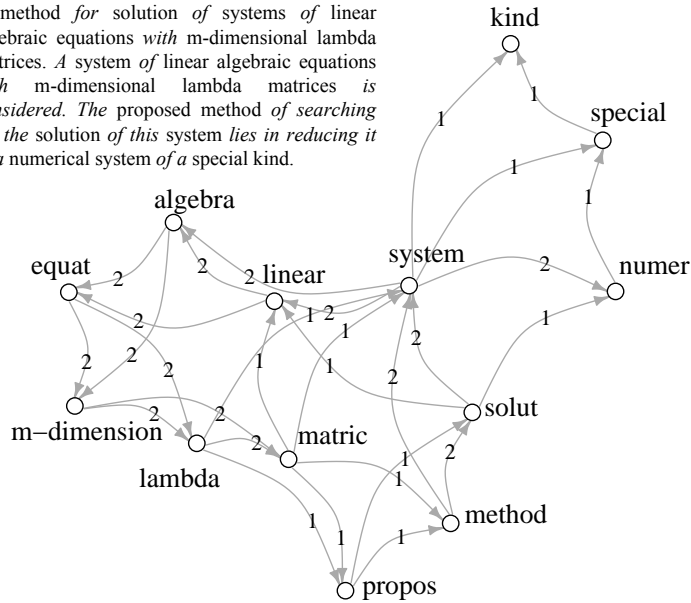 method for solution of systems of linear
ebraic equations with m-dimensional lambda
trices. A system of linear algebraic equations
h m-dimensional lambda matrices is
nsidered. The proposed method of searching
the solution of this system lies in reducing it
a numerical system of a special kind.
kind
1
1
special
1
1
algebra
system
numer
equat
2
2
2
linear
2
2
1
2
1
1
2
2
2
2
1
1
2
solut
m−dimension
2
2
2
matric
lambda
1
1
2
method
1
1
1
propos